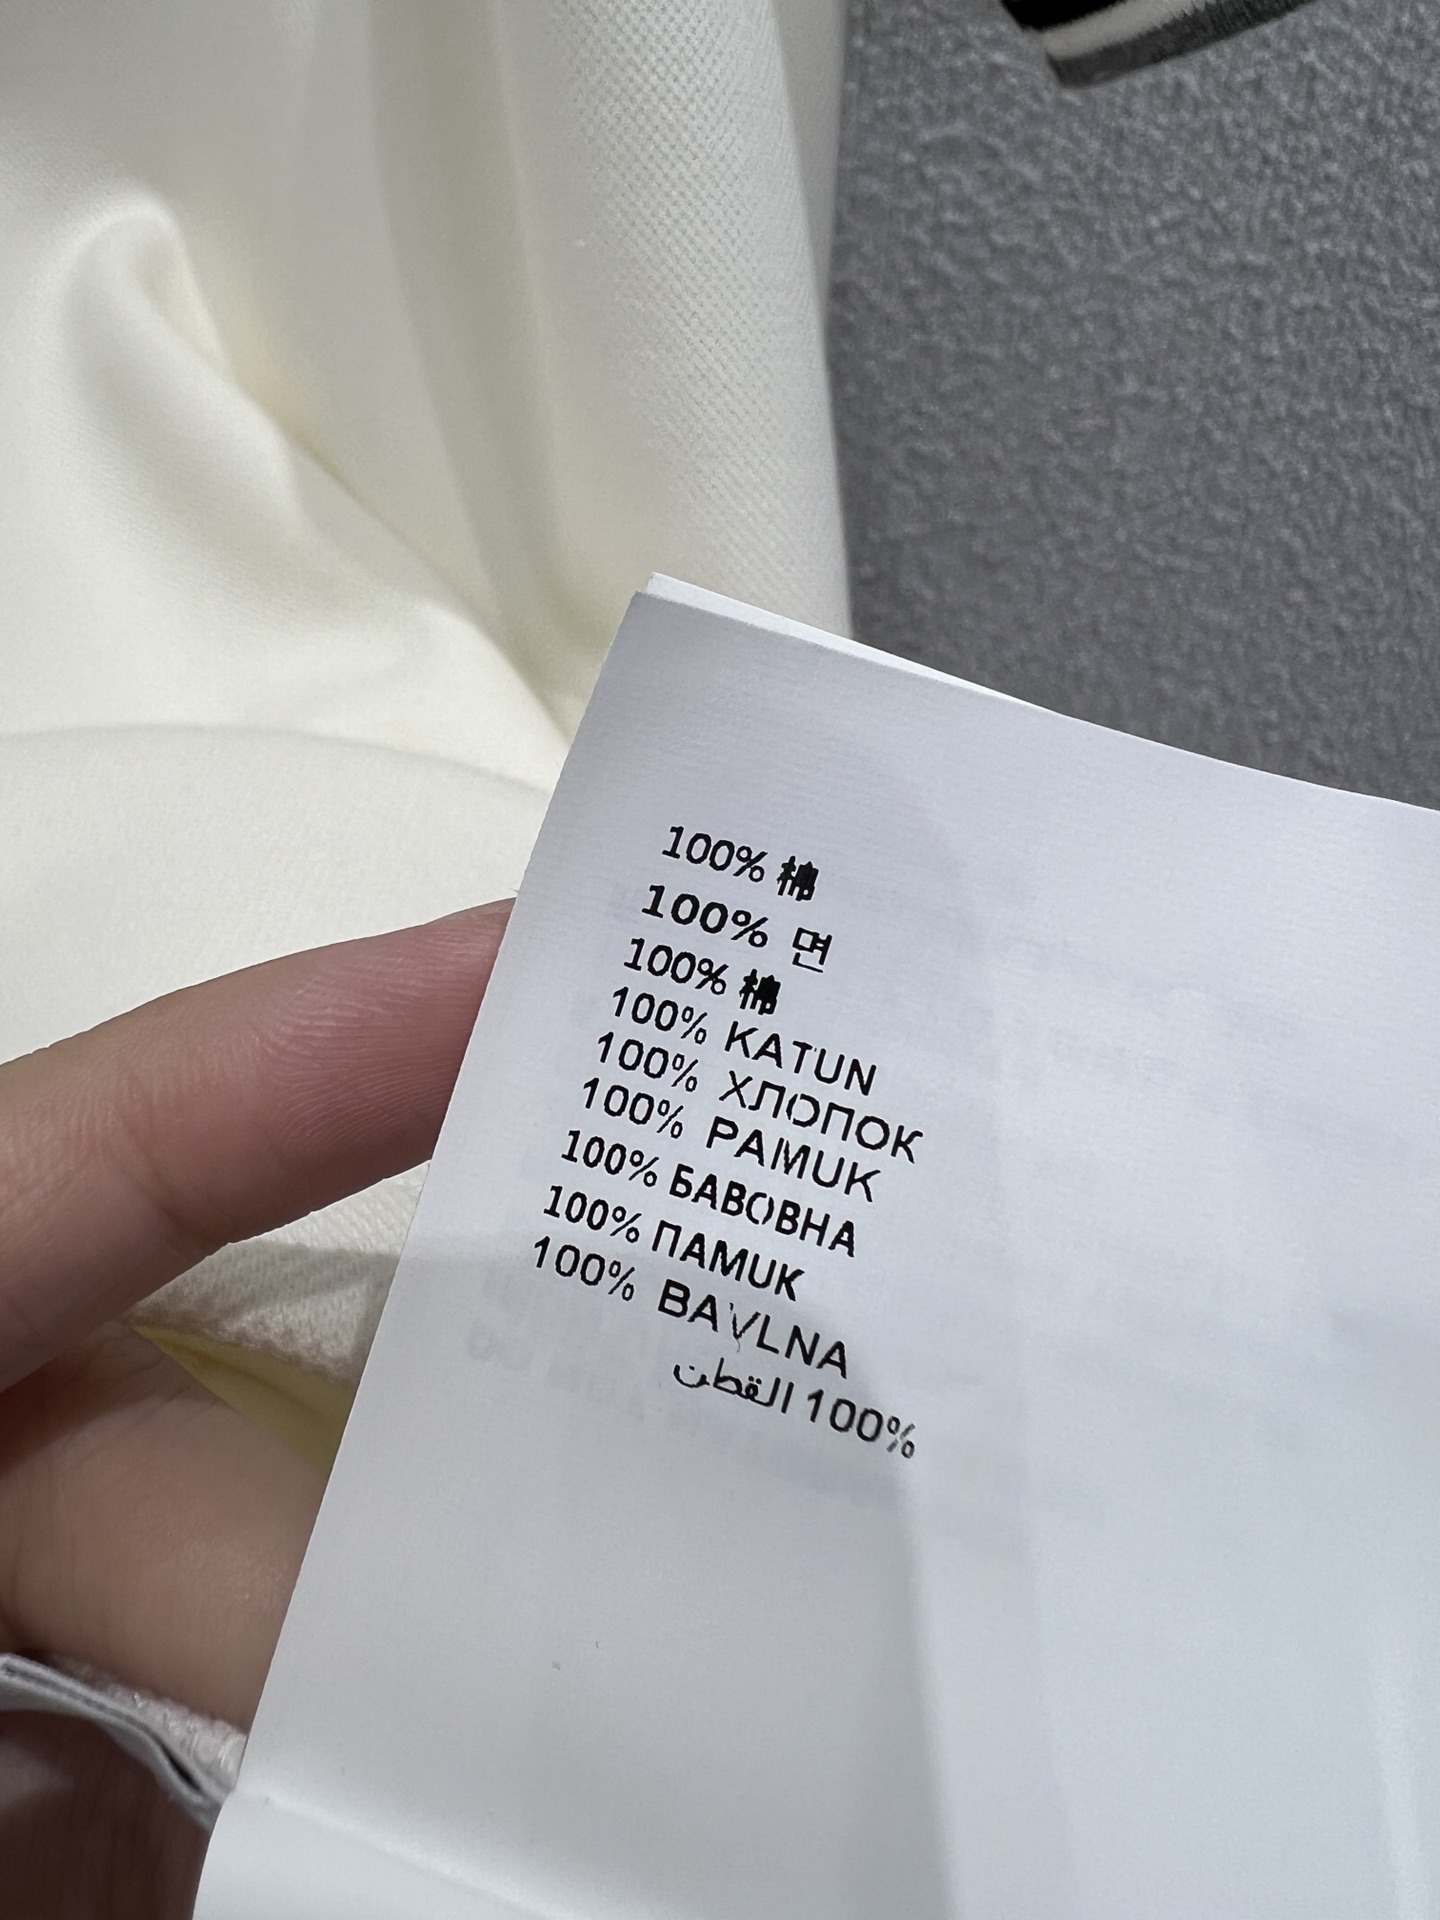 100% 棉
100% 면
100% 棉
100% KATUN
100% ХЛОПОК
100% PAMUK
100% БАВОВНА
100% ПАМUК
100% BAVLNA
100% القطن